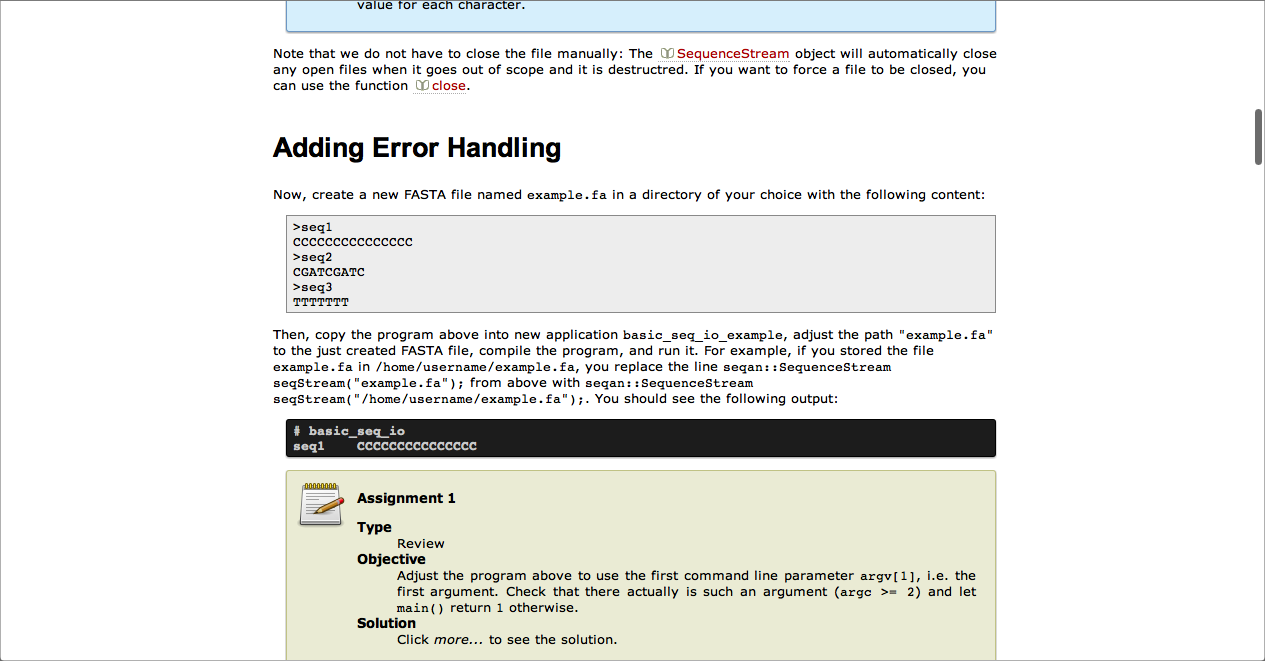 value for each character.
Note that we do not have to close the file manually: The SequenceStream object will automatically close
any open files when it goes out of scope and it is destructred. If you want to force a file to be closed, you
can use the function close.
Adding Error Handling
Now, create a new FASTA file named example.fa in a directory of your choice with the following content:
>seq1
CCCCCCCCCCCCCCC
>seq2
CGATCGATC
>seq3
TTTTTTT
Then, copy the program above into new application basic_seq_io_example, adjust the path "example.fa"
to the just created FASTA file, compile the program, and run it. For example, if you stored the file
example.fa in /home/username/example.fa, you replace the line seqan::SequenceStream
seqStream("example.fa"); from above with seqan::SequenceStream
seqStream("/home/username/example.fa");. You should see the following output:
# basic_seq_io
seq1    CCCCCCCCCCCCCCC
Assignment 1
Type
Review
Objective
Adjust the program above to use the first command line parameter argv[1], i.e. the
first argument. Check that there actually is such an argument (argc >= 2) and let
main() return 1 otherwise.
Solution
Click more... to see the solution.